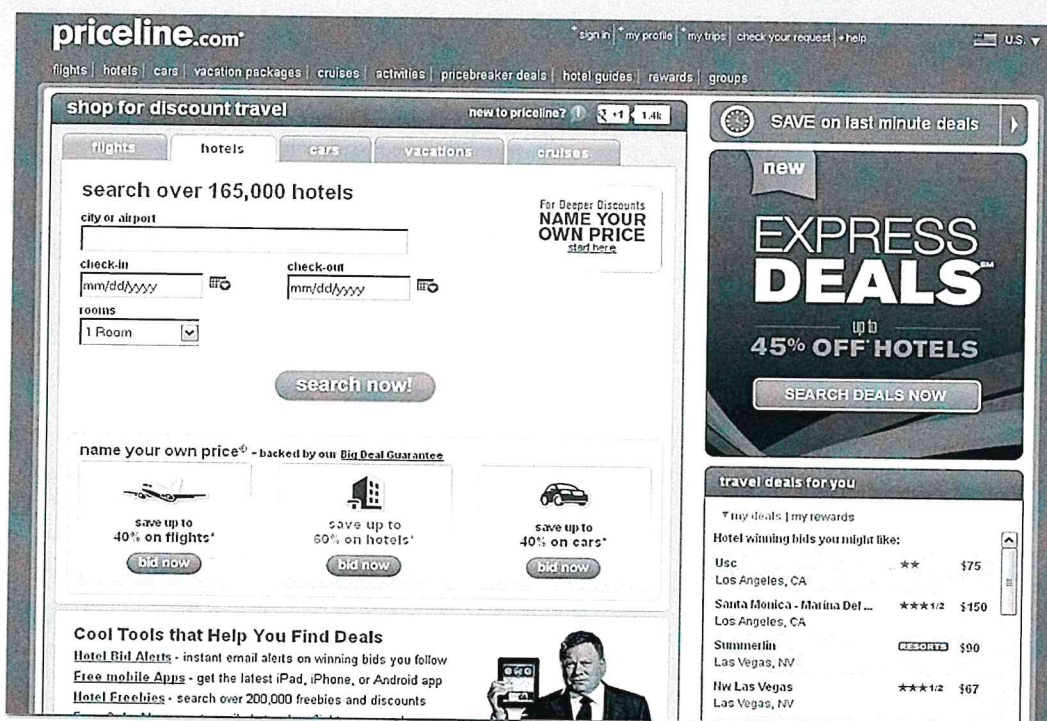 priceline.com
sign in | my profile | my trips | check your request | help
U.S.
flights | hotels | cars | vacation packages | cruises | activities | pricebreaker deals | hotel guides | rewards | groups
shop for discount travel
new to priceline?
+1 1.4k
flights hotels cars vacations cruises
search over 165,000 hotels
city or airport
check-in check-out
mm/dd/yyyy mm/dd/yyyy
rooms
1 Room
For Deeper Discounts
NAME YOUR
OWN PRICE
start here
search now!
name your own price® - backed by our Big Deal Guarantee
save up to
40% on flights*
bid now
save up to
60% on hotels*
bid now
save up to
40% on cars*
bid now
Cool Tools that Help You Find Deals
Hotel Bid Alerts - instant email alerts on winning bids you follow
Free mobile Apps - get the latest iPad, iPhone, or Android app
Hotel Freebies - search over 200,000 freebies and discounts
SAVE on last minute deals
new
EXPRESS
DEALS℠
up to
45% OFF* HOTELS
SEARCH DEALS NOW
travel deals for you
my deals | my rewards
Hotel winning bids you might like:
Usc ★★ $75
Los Angeles, CA
Santa Monica - Marina Del ... ★★★1/2 $150
Los Angeles, CA
Summerlin RESORTS $90
Las Vegas, NV
Nw Las Vegas ★★★1/2 $67
Las Vegas, NV